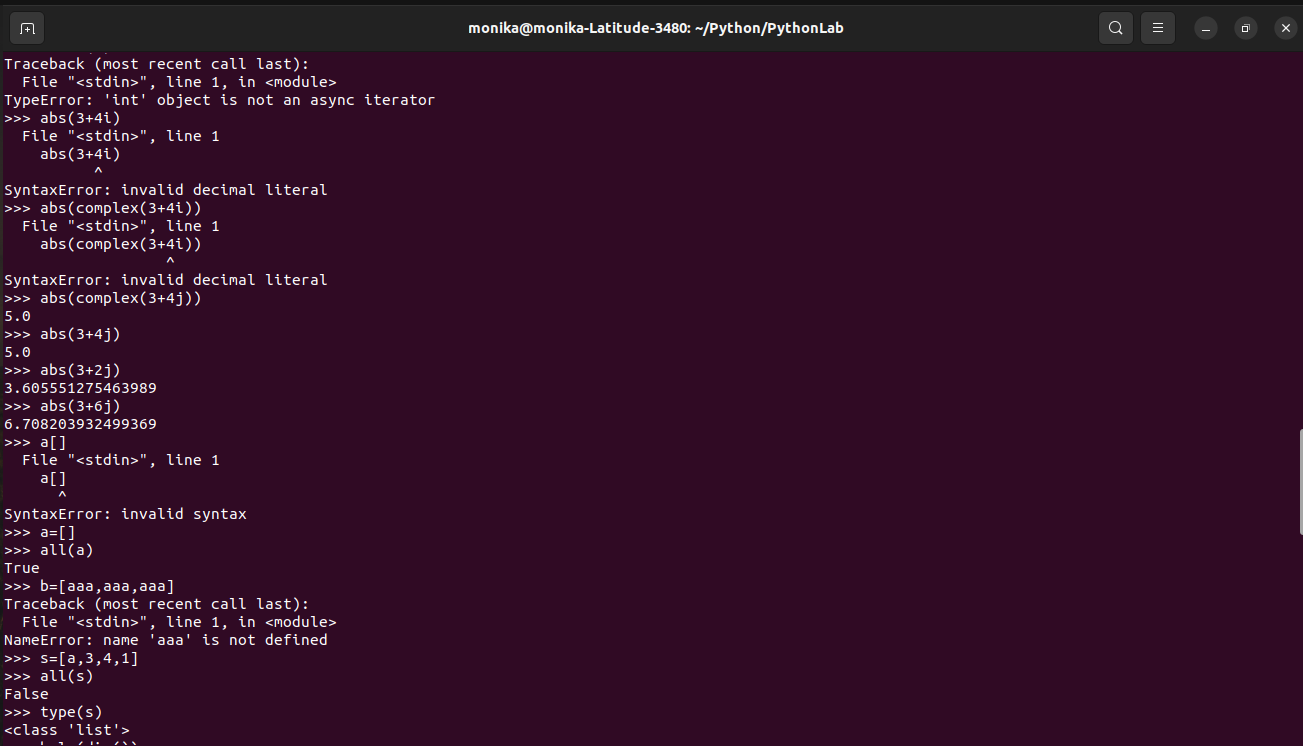 monika@monika-Latitude-3480: ~/Python/PythonLab
Traceback (most recent call last):
  File "<stdin>", line 1, in <module>
TypeError: 'int' object is not an async iterator
>>> abs(3+4i)
  File "<stdin>", line 1
    abs(3+4i)
          ^
SyntaxError: invalid decimal literal
>>> abs(complex(3+4i))
  File "<stdin>", line 1
    abs(complex(3+4i))
                  ^
SyntaxError: invalid decimal literal
>>> abs(complex(3+4j))
5.0
>>> abs(3+4j)
5.0
>>> abs(3+2j)
3.605551275463989
>>> abs(3+6j)
6.708203932499369
>>> a[]
  File "<stdin>", line 1
    a[]
      ^
SyntaxError: invalid syntax
>>> a=[]
>>> all(a)
True
>>> b=[aaa,aaa,aaa]
Traceback (most recent call last):
  File "<stdin>", line 1, in <module>
NameError: name 'aaa' is not defined
>>> s=[a,3,4,1]
>>> all(s)
False
>>> type(s)
<class 'list'>